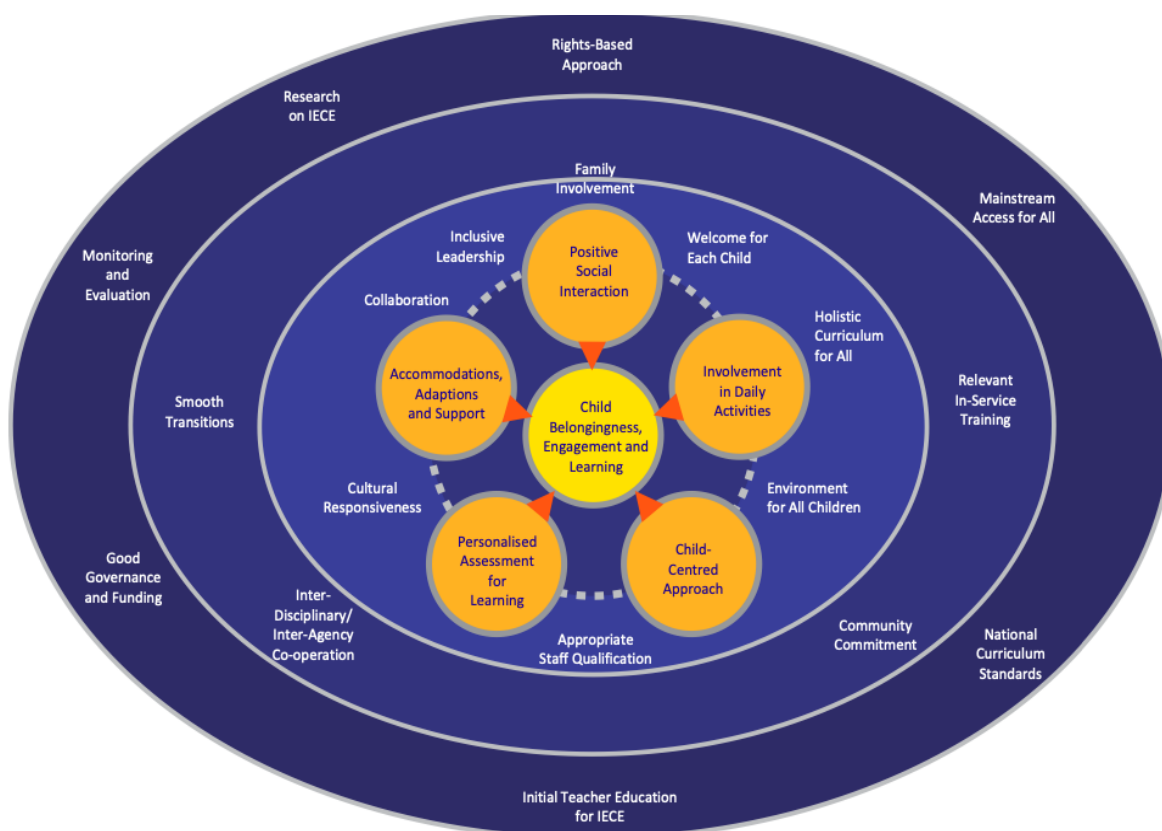 Rights-Based
Approach
Research
on IECE
Mainstream
Access for All
Monitoring
and
Evaluation
Good
Governance
and Funding
National
Curriculum
Standards
Initial Teacher Education
for IECE
Family
Involvement
Smooth
Transitions
Relevant
In-Service
Training
Inter-
Disciplinary/
Inter-Agency
Co-operation
Community
Commitment
Inclusive
Leadership
Welcome for
Each Child
Collaboration
Holistic
Curriculum
for All
Cultural
Responsiveness
Environment
for All Children
Appropriate
Staff Qualification
Positive
Social
Interaction
Accommodations,
Adaptions
and Support
Involvement
in Daily
Activities
Child
Belongingness,
Engagement and
Learning
Personalised
Assessment
for
Learning
Child-
Centred
Approach